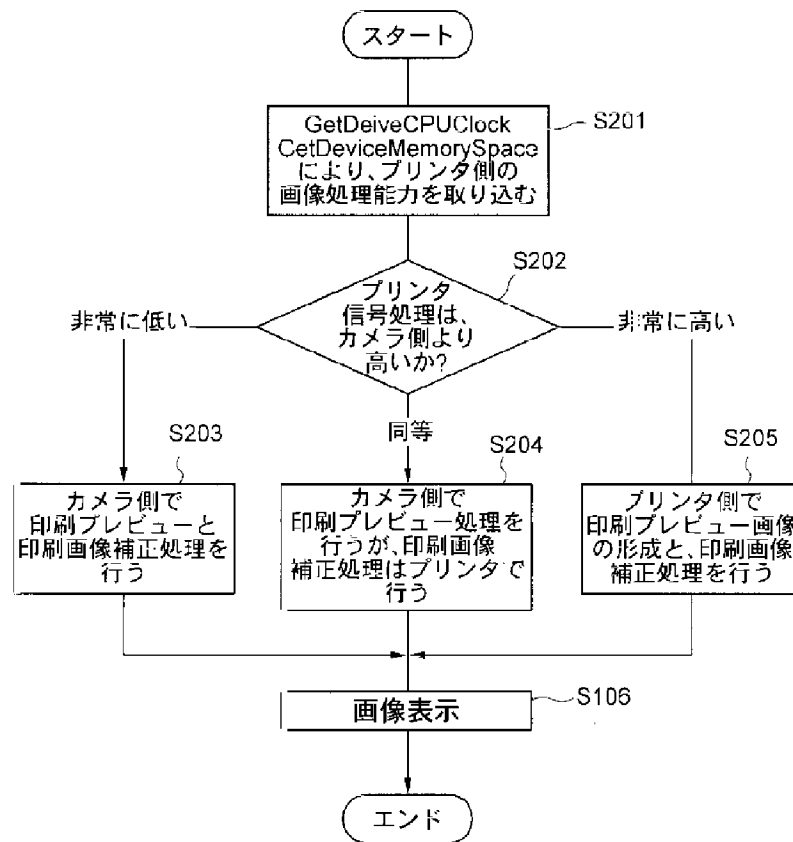 スタート
GetDeiveCPUClock
CetDeviceMemorySpace
により、プリンタ側の
画像処理能力を取り込む
S201
S202
プリンタ
信号処理は、
カメラ側より
高いか?
非常に低い
非常に高い
同等
S203
S204
S205
カメラ側で
印刷プレビューと
印刷画像補正処理を
行う
カメラ側で
印刷プレビュー処理を
行うが、印刷画像
補正処理はプリンタで
行う
プリンタ側で
印刷プレビュー画像
の形成と、印刷画像
補正処理を行う
画像表示
S106
エンド